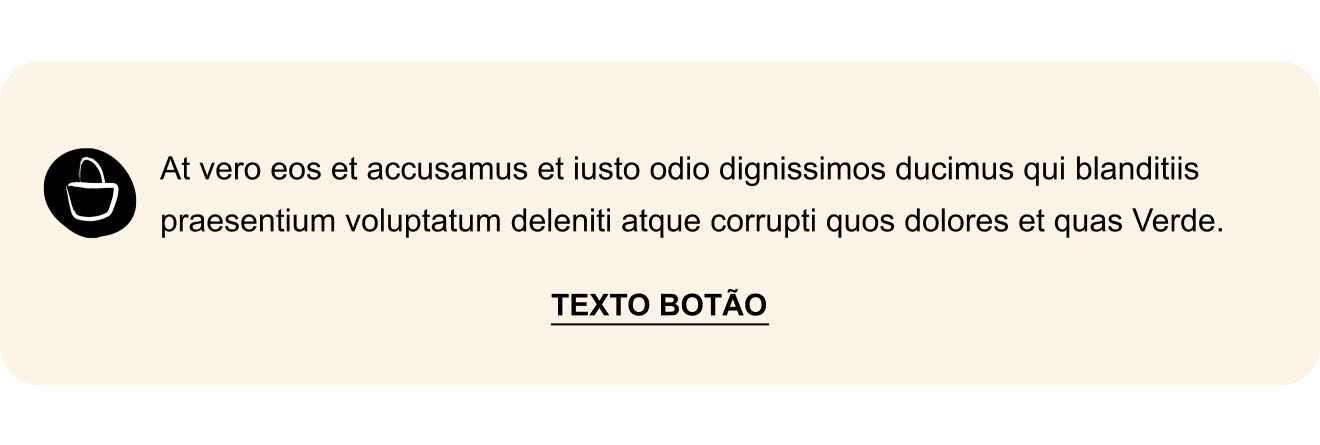 At vero eos et accusamus et iusto odio dignissimos ducimus qui blanditiis
praesentium voluptatum deleniti atque corrupti quos dolores et quas Verde.
TEXTO BOTÃO